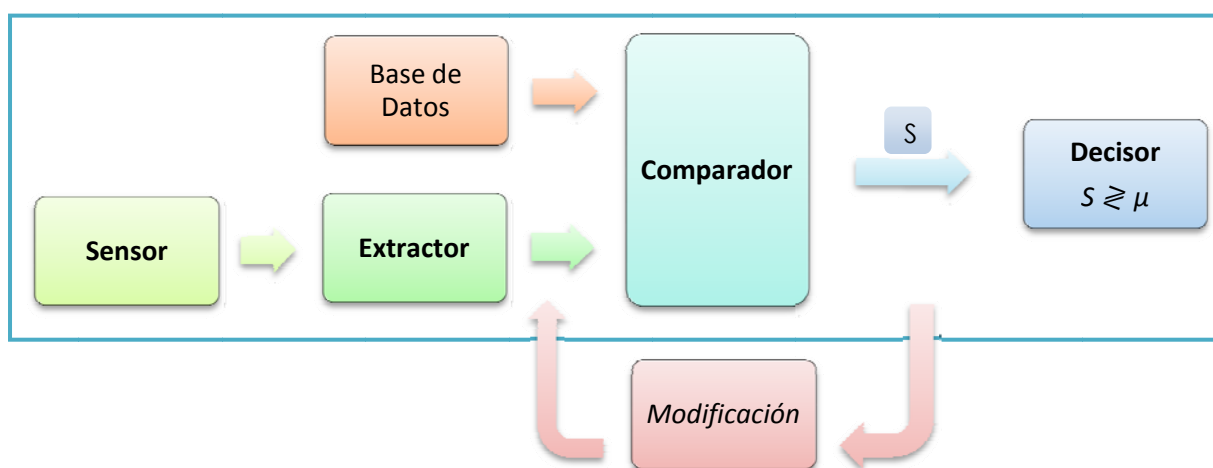 Base de
Datos
S
Comparador
Decisor
S ≷ μ
Sensor
Extractor
Modificación